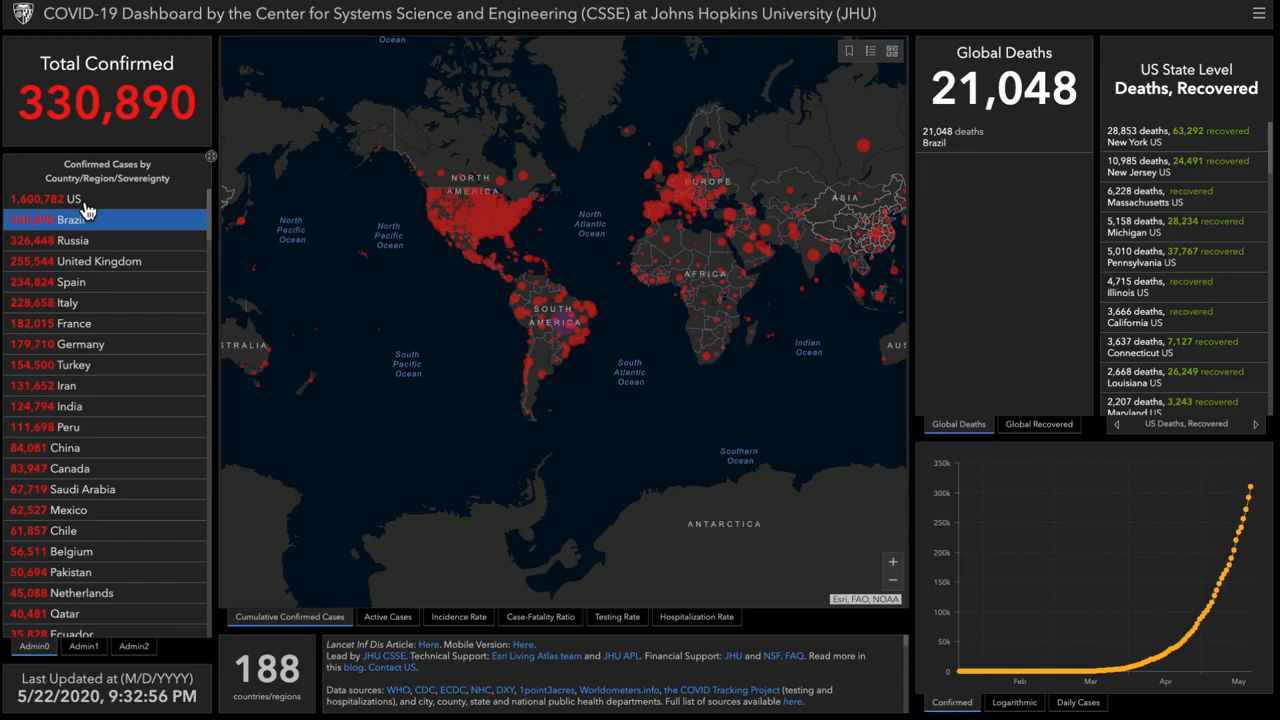 COVID-19 Dashboard by the Center for Systems Science and Engineering (CSSE) at Johns Hopkins University (JHU)
Total Confirmed
330,890
Confirmed Cases by
Country/Region/Sovereignty
1,600,782 US
330,890 Brazil
326,448 Russia
255,544 United Kingdom
234,824 Spain
228,658 Italy
182,015 France
179,710 Germany
154,500 Turkey
131,652 Iran
124,794 India
111,698 Peru
84,081 China
83,947 Canada
67,719 Saudi Arabia
62,527 Mexico
61,857 Chile
56,511 Belgium
50,694 Pakistan
45,088 Netherlands
40,481 Qatar
35,828 Ecuador
Admin0
Admin1
Admin2
Last Updated at (M/D/YYYY)
5/22/2020, 9:32:56 PM
Ocean
NORTH
AMERICA
EUROPE
ASIA
North
Pacific
Ocean
North
Pacific
Ocean
North
Atlantic
Ocean
AFRICA
SOUTH
AMERICA
TRALIA
South
Pacific
Ocean
South
Atlantic
Ocean
Indian
Ocean
AUS
Southern
Ocean
ANTARCTICA
+
−
Esri, FAO, NOAA
Cumulative Confirmed Cases
Active Cases
Incidence Rate
Case-Fatality Ratio
Testing Rate
Hospitalization Rate
188
countries/regions
Lancet Inf Dis Article: Here. Mobile Version: Here.
Lead by JHU CSSE. Technical Support: Esri Living Atlas team and JHU APL. Financial Support: JHU and NSF. FAQ. Read more in
this blog. Contact US.
Data sources: WHO, CDC, ECDC, NHC, DXY, 1point3acres, Worldometers.info, the COVID Tracking Project (testing and
hospitalizations), and city, county, state and national public health departments. Full list of sources available here.
Global Deaths
21,048
21,048 deaths
Brazil
Global Deaths
Global Recovered
US State Level
Deaths, Recovered
28,853 deaths, 63,292 recovered
New York US
10,985 deaths, 24,491 recovered
New Jersey US
6,228 deaths, recovered
Massachusetts US
5,158 deaths, 28,234 recovered
Michigan US
5,010 deaths, 37,767 recovered
Pennsylvania US
4,715 deaths, recovered
Illinois US
3,666 deaths, recovered
California US
3,637 deaths, 7,127 recovered
Connecticut US
2,668 deaths, 26,249 recovered
Louisiana US
2,207 deaths, 3,243 recovered
Maryland US
US Deaths, Recovered
350k
300k
250k
200k
150k
100k
50k
0
Feb
Mar
Apr
May
Confirmed
Logarithmic
Daily Cases